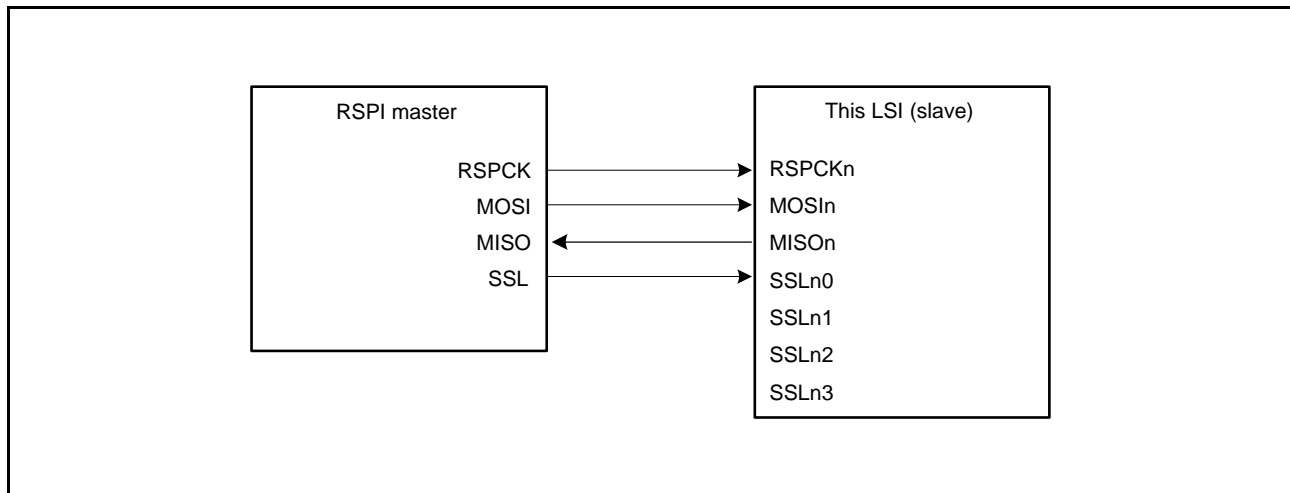 RSPI master
RSPCK
MOSI
MISO
SSL
This LSI (slave)
RSPCKn
MOSIn
MISOn
SSLn0
SSLn1
SSLn2
SSLn3